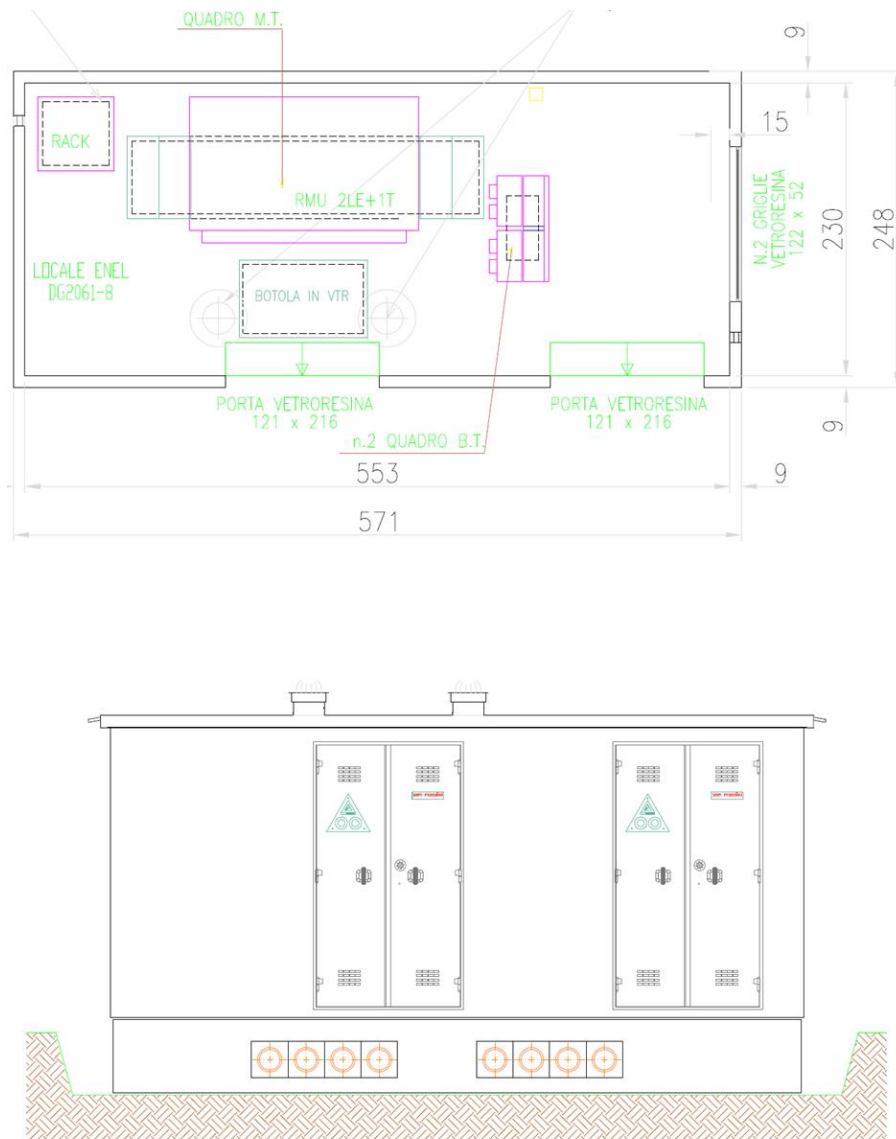 QUADRO M.T.
9
RACK
15
RMU 2LE+1T
N.2 GRIGLIE
VETRORESINA
122 x 52
230
248
LOCALE ENEL
DG2061-8
BOTOLA IN VTR
PORTA VETRORESINA
121 x 216
PORTA VETRORESINA
121 x 216
9
n.2 QUADRO B.T.
553
9
571